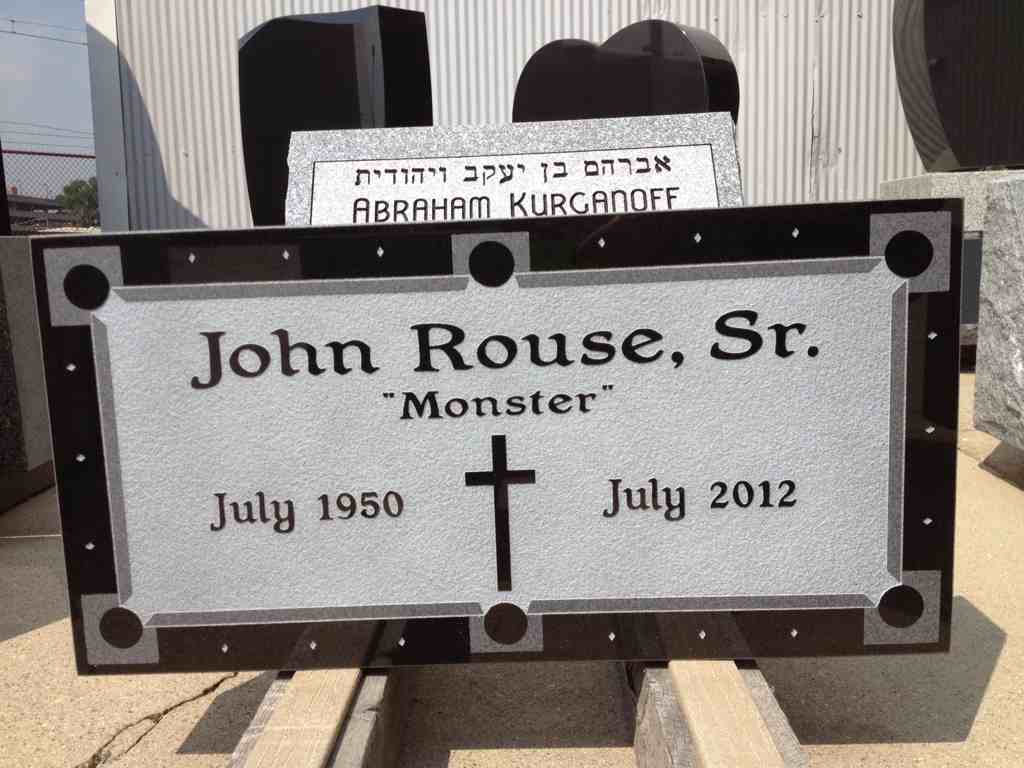 אברהם בן יעקב ויהודית
ABRAHAM KURGANOFF
John Rouse, Sr.
"Monster"
July 1950
July 2012